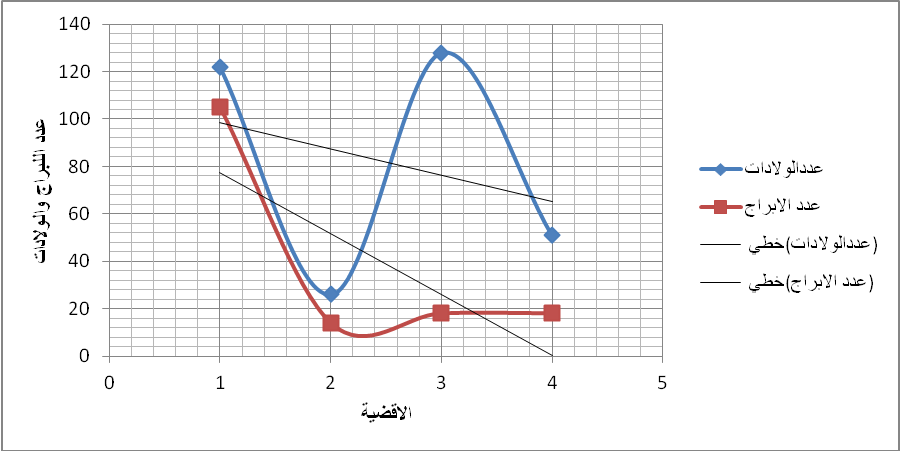 140
120
100
80
60
40
20
0
0 1 2 3 4 5
عدد اللبراج والولادات
الاقضية
عددالولادات
عدد الابراج
خطي (عددالولادات)
خطي (عدد الابراج)